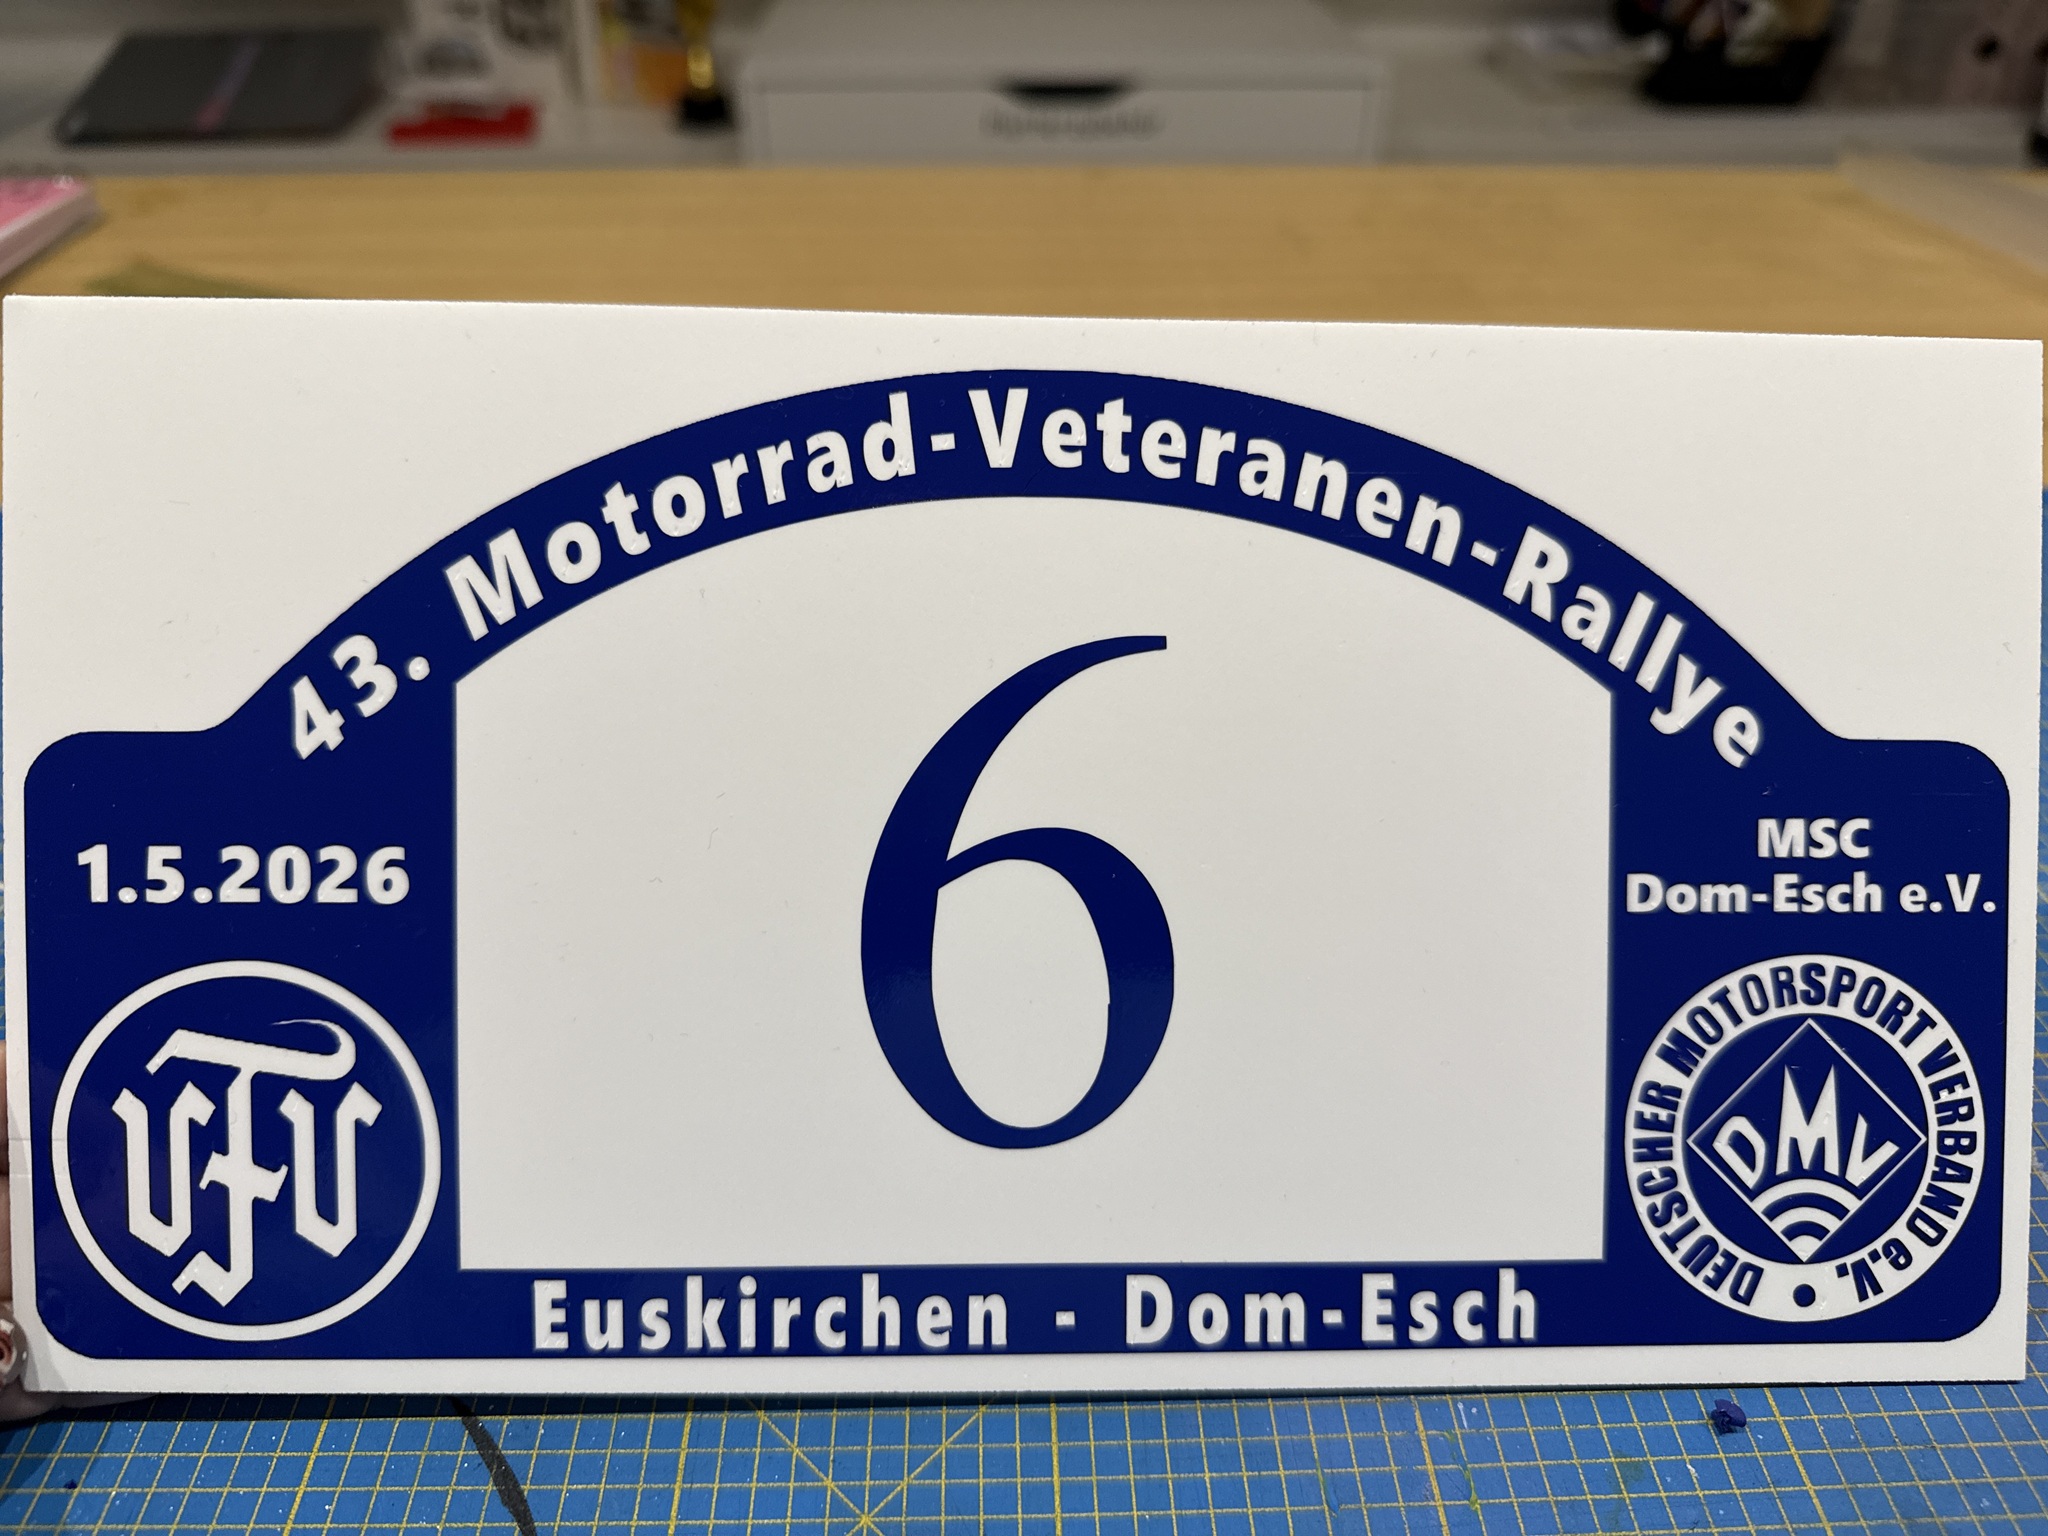 43. Motorrad-Veteranen-Rallye
1.5.2026
6
MSC
Dom-Esch e.V.
VFV
DEUTSCHER MOTORSPORT VERBAND e.V.
DMV
Euskirchen - Dom-Esch